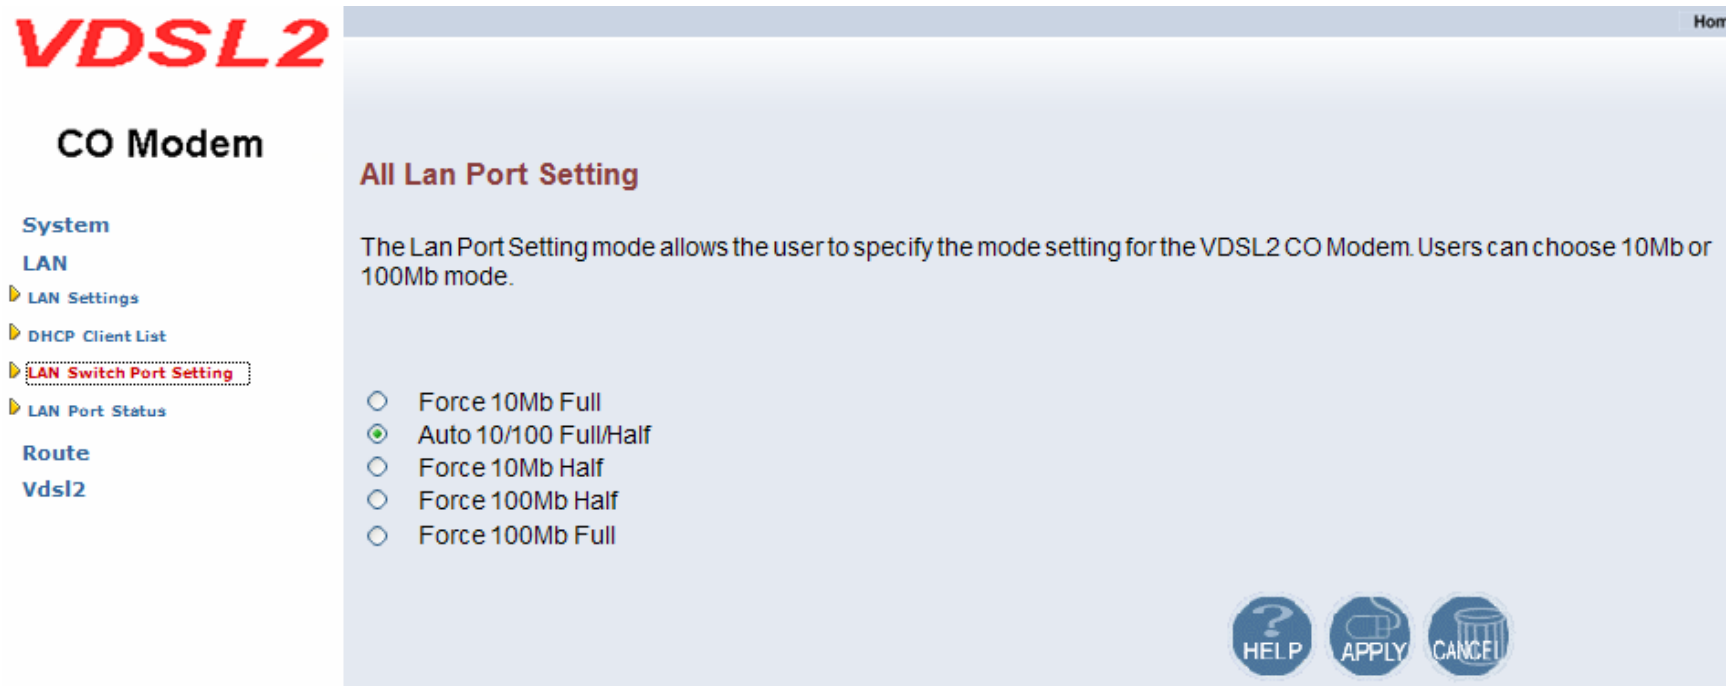 VDSL2
CO Modem
System
LAN
LAN Settings
DHCP Client List
LAN Switch Port Setting
LAN Port Status
Route
Vdsl2
All Lan Port Setting
The Lan Port Setting mode allows the user to specify the mode setting for the VDSL2 CO Modem. Users can choose 10Mb or
100Mb mode.
Force 10Mb Full
Auto 10/100 Full/Half
Force 10Mb Half
Force 100Mb Half
Force 100Mb Full
HELP
APPLY
CANCEL